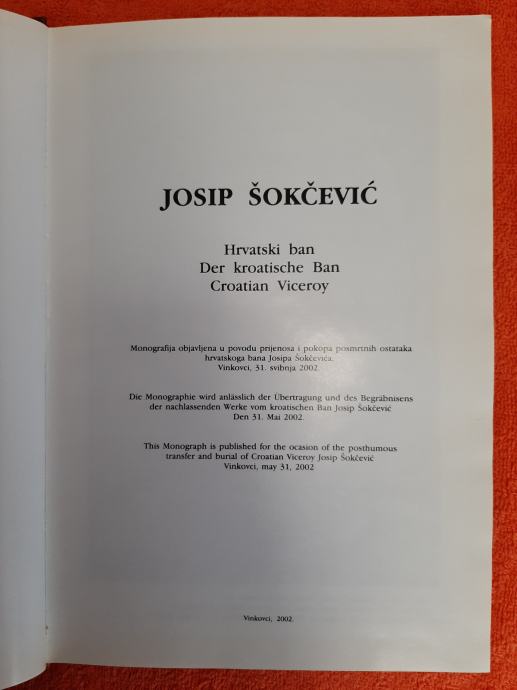 JOSIP ŠOKČEVIĆ
Hrvatski ban
Der kroatische Ban
Croatian Viceroy
Monografija objavljena u povodu prijenosa i pokopa posmrtnih ostataka
hrvatskoga bana Josipa Šokčevića.
Vinkovci, 31. svibnja 2002.
Die Monographie wird anlässlich der Übertragung und des Begräbnisens
der nachlassenden Werke vom kroatischen Ban Josip Šokčević
Den 31. Mai 2002.
This Monograph is published for the ocasion of the posthumous
transfer and burial of Croatian Viceroy Josip Šokčević
Vinkovci, may 31, 2002
Vinkovci, 2002.